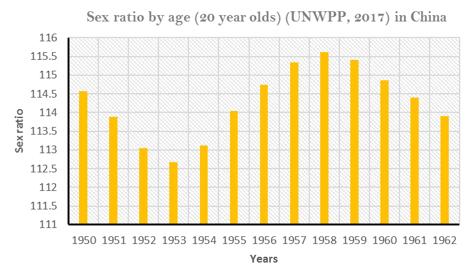 Sex ratio by age (20 year olds) (UNWPP, 2017) in China
116
115.5
115
114.5
114
113.5
113
112.5
112
111.5
111
Sex ratio
1950 1951 1952 1953 1954 1955 1956 1957 1958 1959 1960 1961 1962
Years